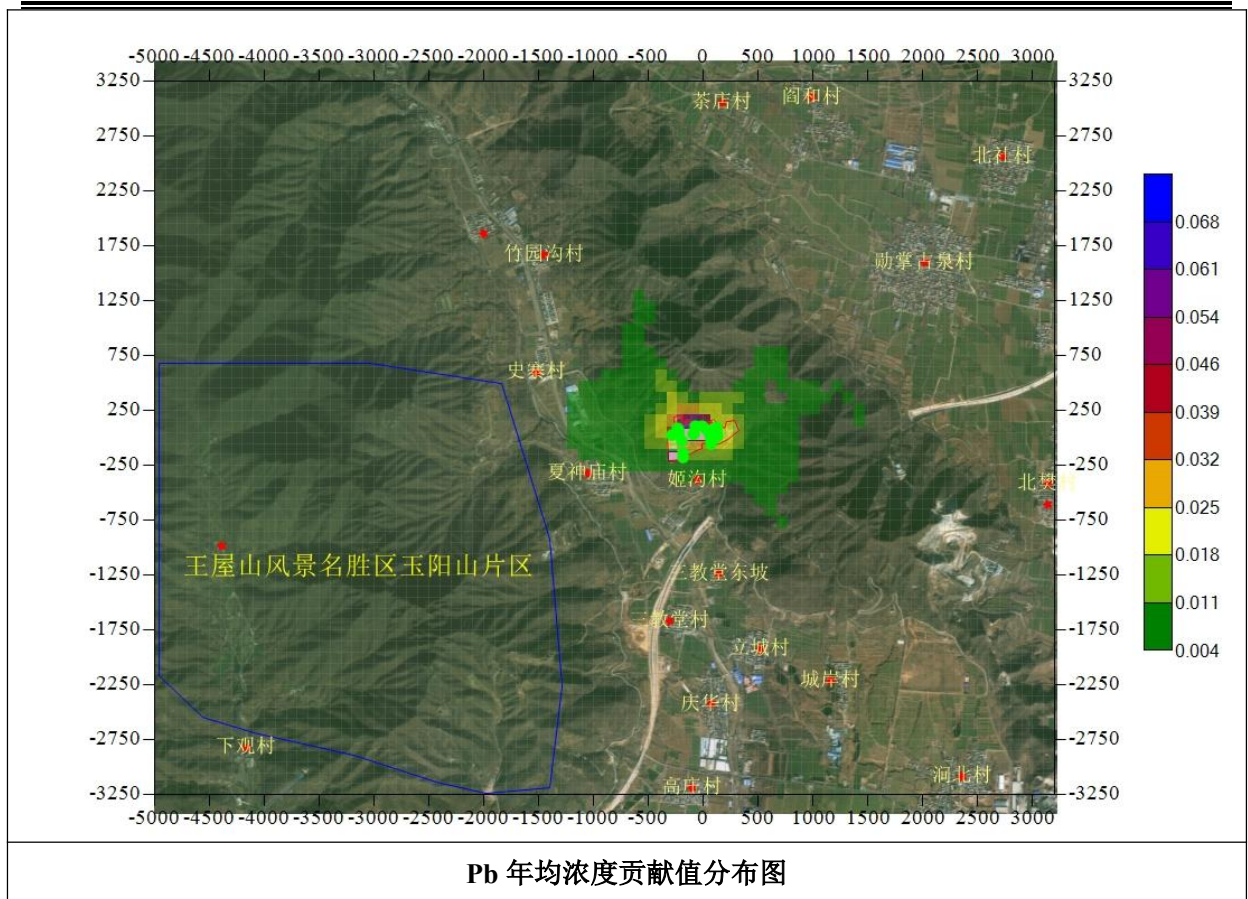 -5000 -4500 -4000 -3500 -3000 -2500 -2000 -1500 -1000 -500 0 500 1000 1500 2000 2500 3000
3250 3250
茶店村 阎和村
2750 2750
北社村
2250 2250
0.068
1750 1750
竹园沟村 勋掌古泉村
0.061
1250 1250
0.054
750 750
史寨村
0.046
250 250
0.039
-250 -250
夏神庙村 姬沟村 北樊村
0.032
0.025
-750 -750
0.018
王屋山风景名胜区玉阳山片区
-1250 -1250
三教堂东坡
0.011
-1750 -1750
三教堂村
0.004
立城村
-2250 -2250
城岸村
庆华村
-2750 -2750
下观村
涧北村
高庄村
-3250 -3250
-5000 -4500 -4000 -3500 -3000 -2500 -2000 -1500 -1000 -500 0 500 1000 1500 2000 2500 3000
Pb 年均浓度贡献值分布图